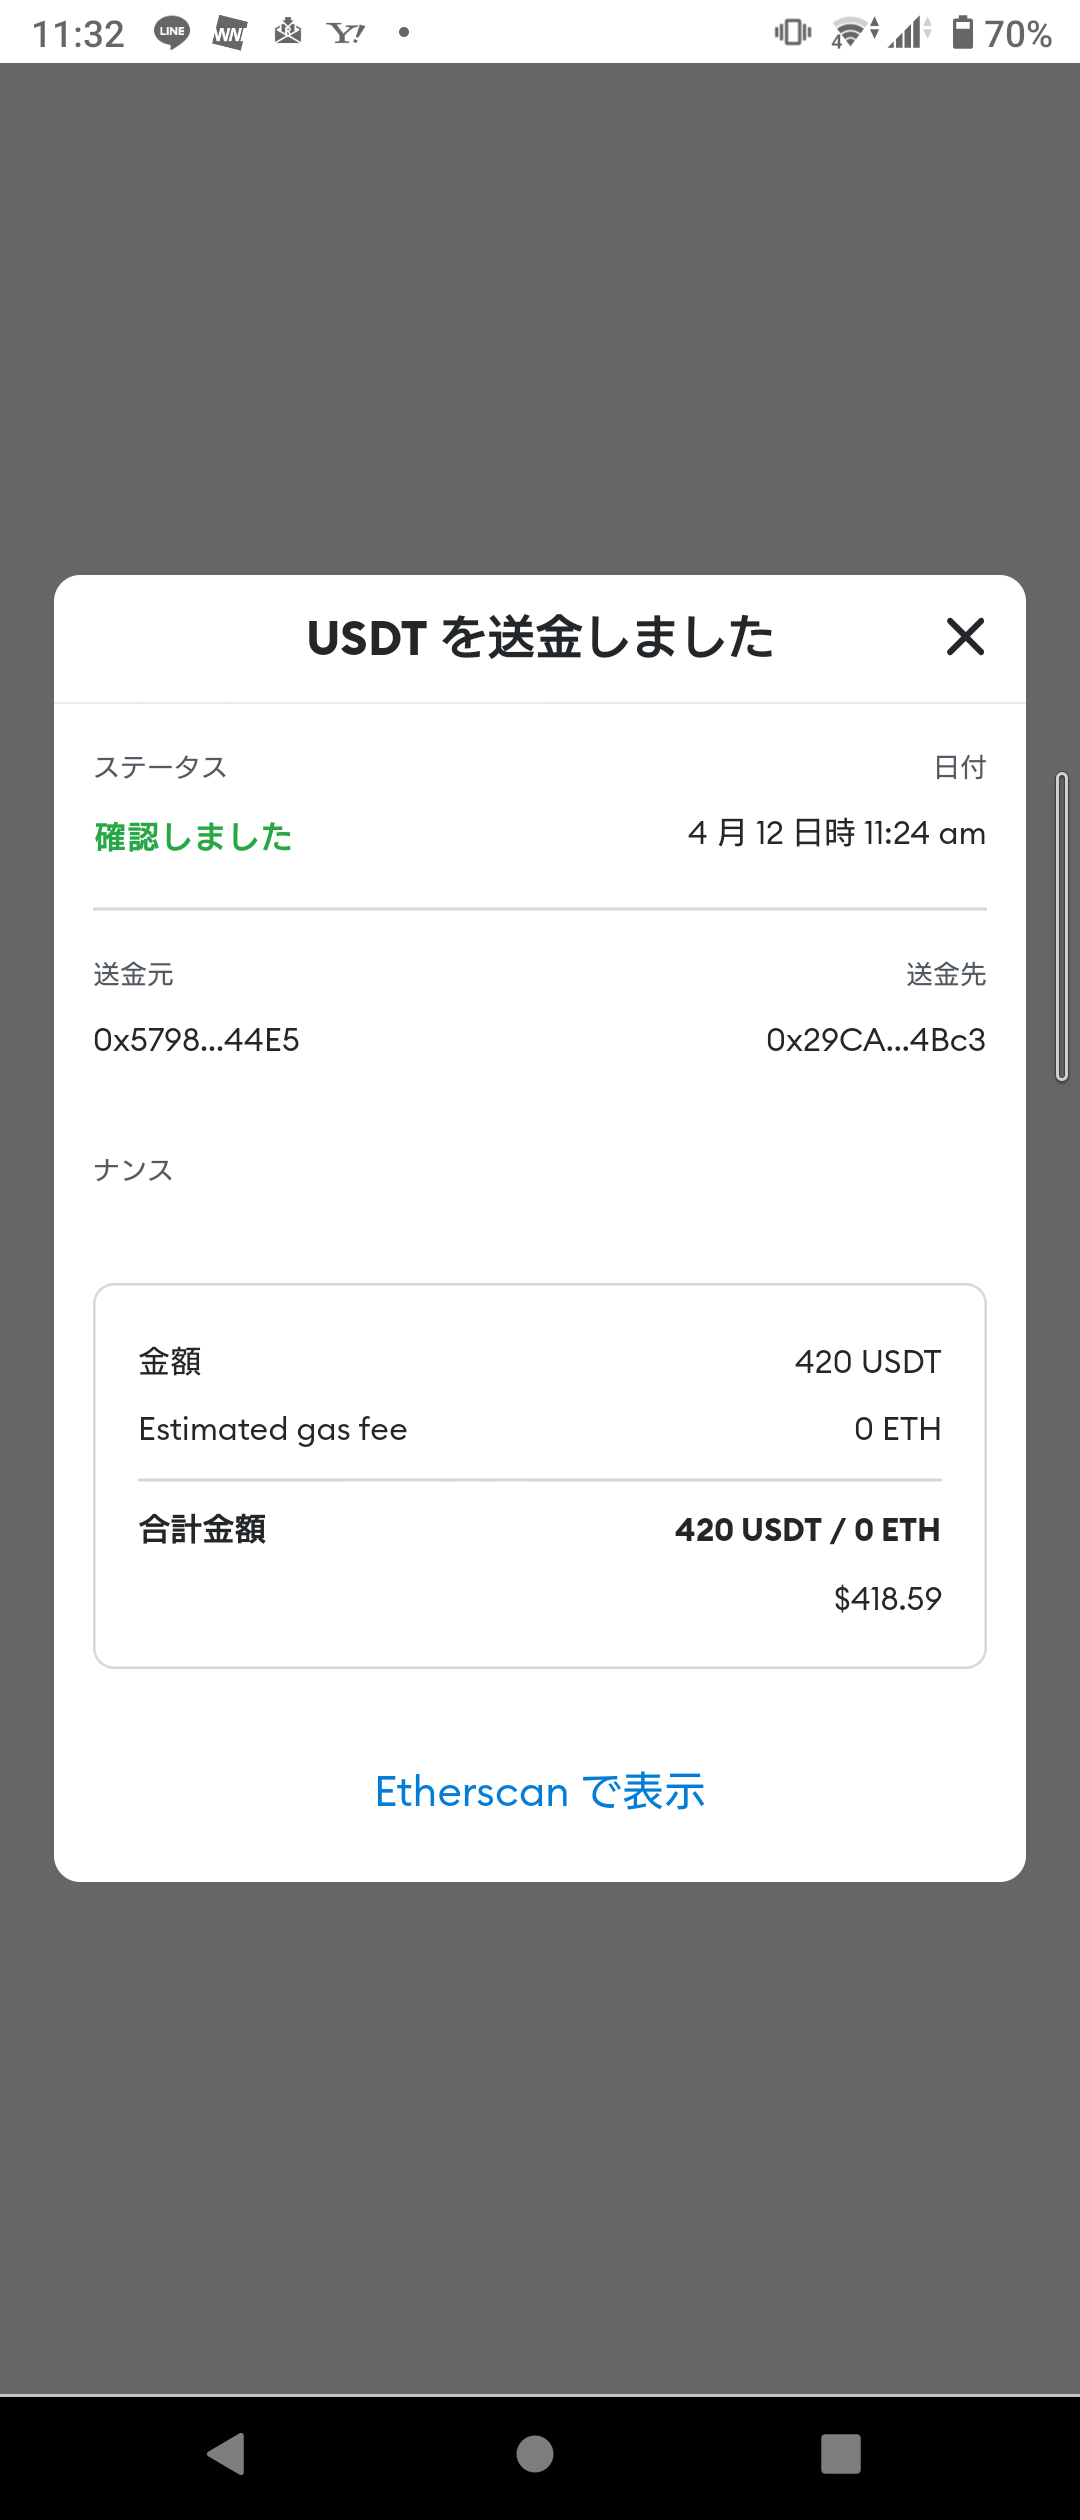 11:32
LINE
4
70%
USDT を送金しました
ステータス 日付
確認しました 4 月 12 日時 11:24 am
送金元 送金先
0x5798...44E5 0x29CA...4Bc3
ナンス
金額 420 USDT
Estimated gas fee 0 ETH
合計金額 420 USDT / 0 ETH
$418.59
Etherscan で表示